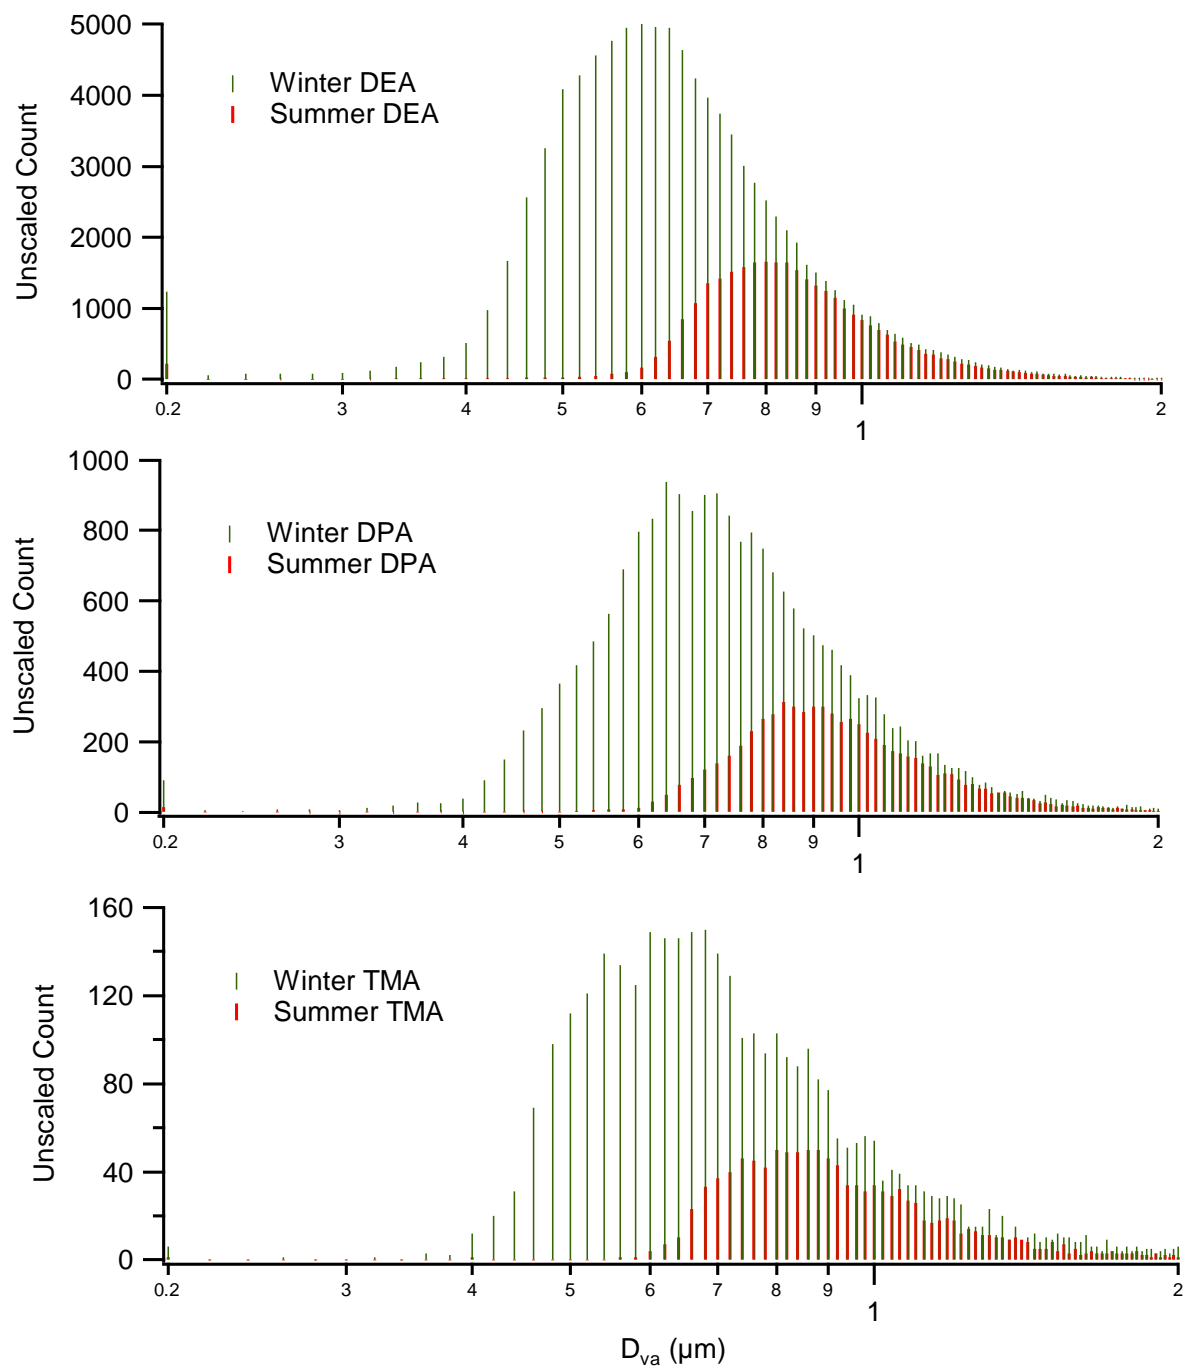 5000
4000
3000
2000
1000
0
Unscaled Count
Winter DEA
Summer DEA
0.2 3 4 5 6 7 8 9 1 2
1000
800
600
400
200
0
Unscaled Count
Winter DPA
Summer DPA
0.2 3 4 5 6 7 8 9 1 2
160
120
80
40
0
Unscaled Count
Winter TMA
Summer TMA
0.2 3 4 5 6 7 8 9 1 2
Dva (µm)